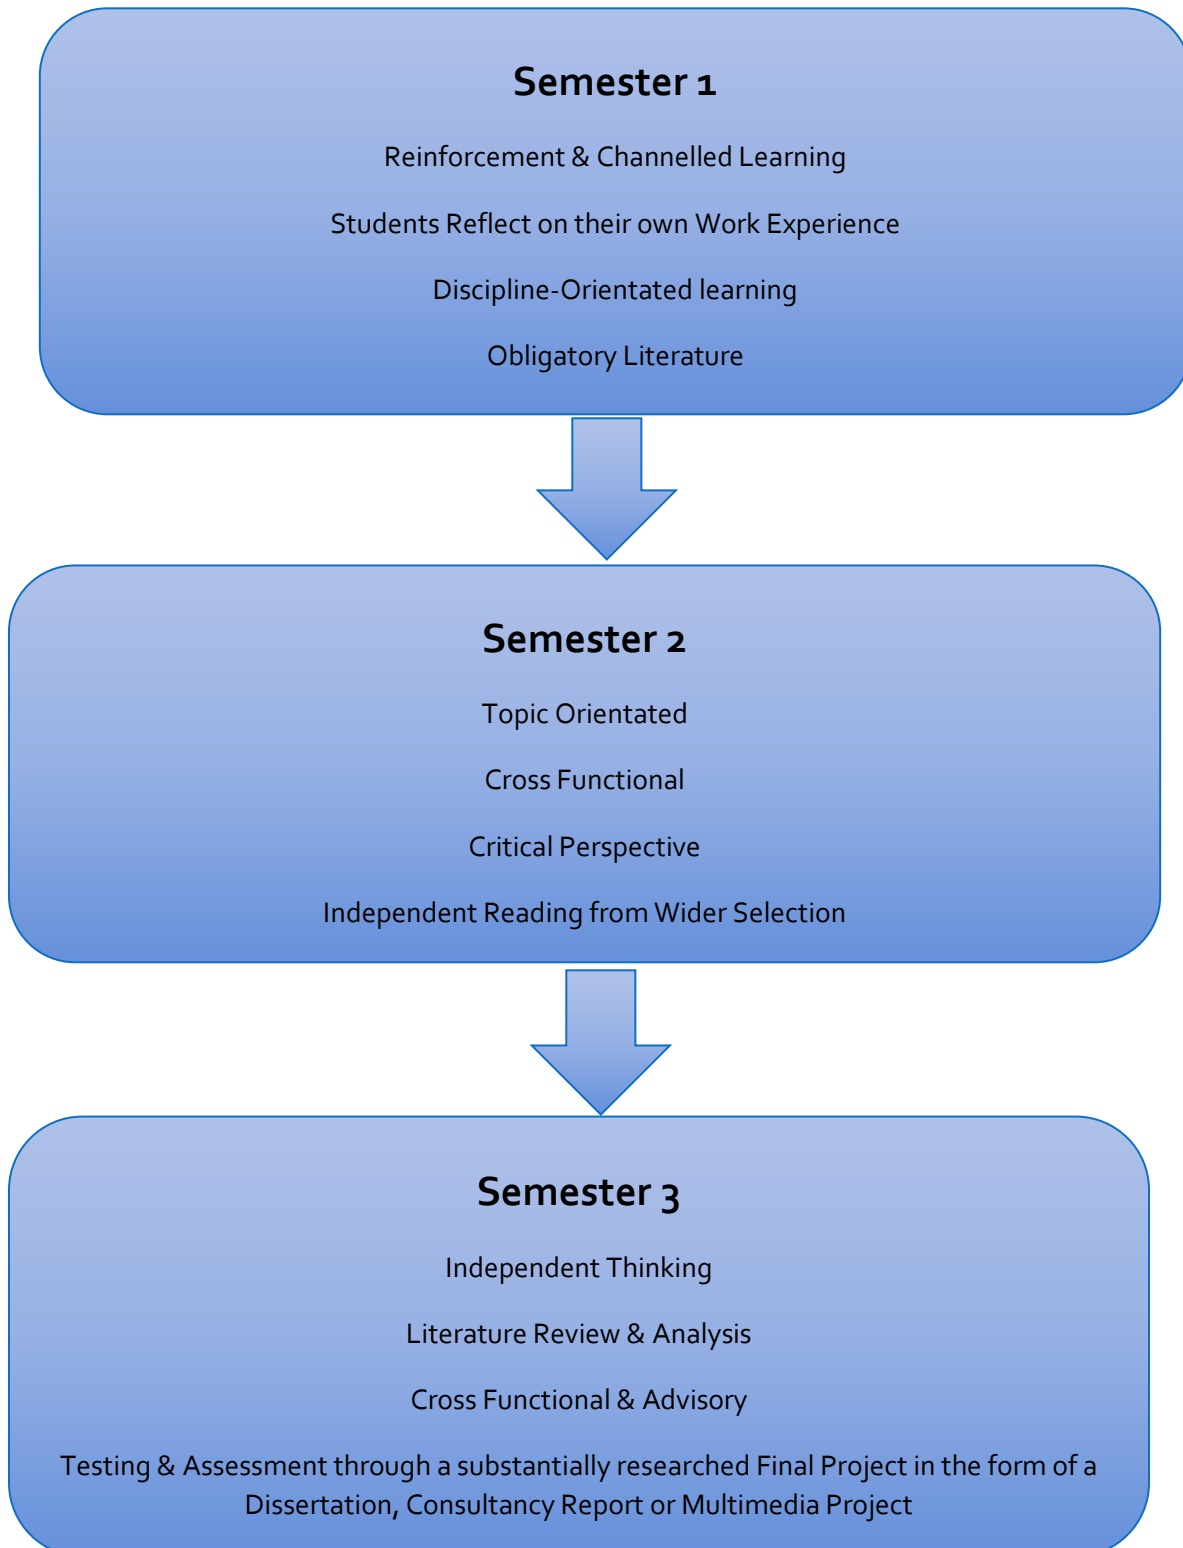 Semester 1
Reinforcement & Channelled Learning
Students Reflect on their own Work Experience
Discipline-Orientated learning
Obligatory Literature
Semester 2
Topic Orientated
Cross Functional
Critical Perspective
Independent Reading from Wider Selection
Semester 3
Independent Thinking
Literature Review & Analysis
Cross Functional & Advisory
Testing & Assessment through a substantially researched Final Project in the form of a
Dissertation, Consultancy Report or Multimedia Project